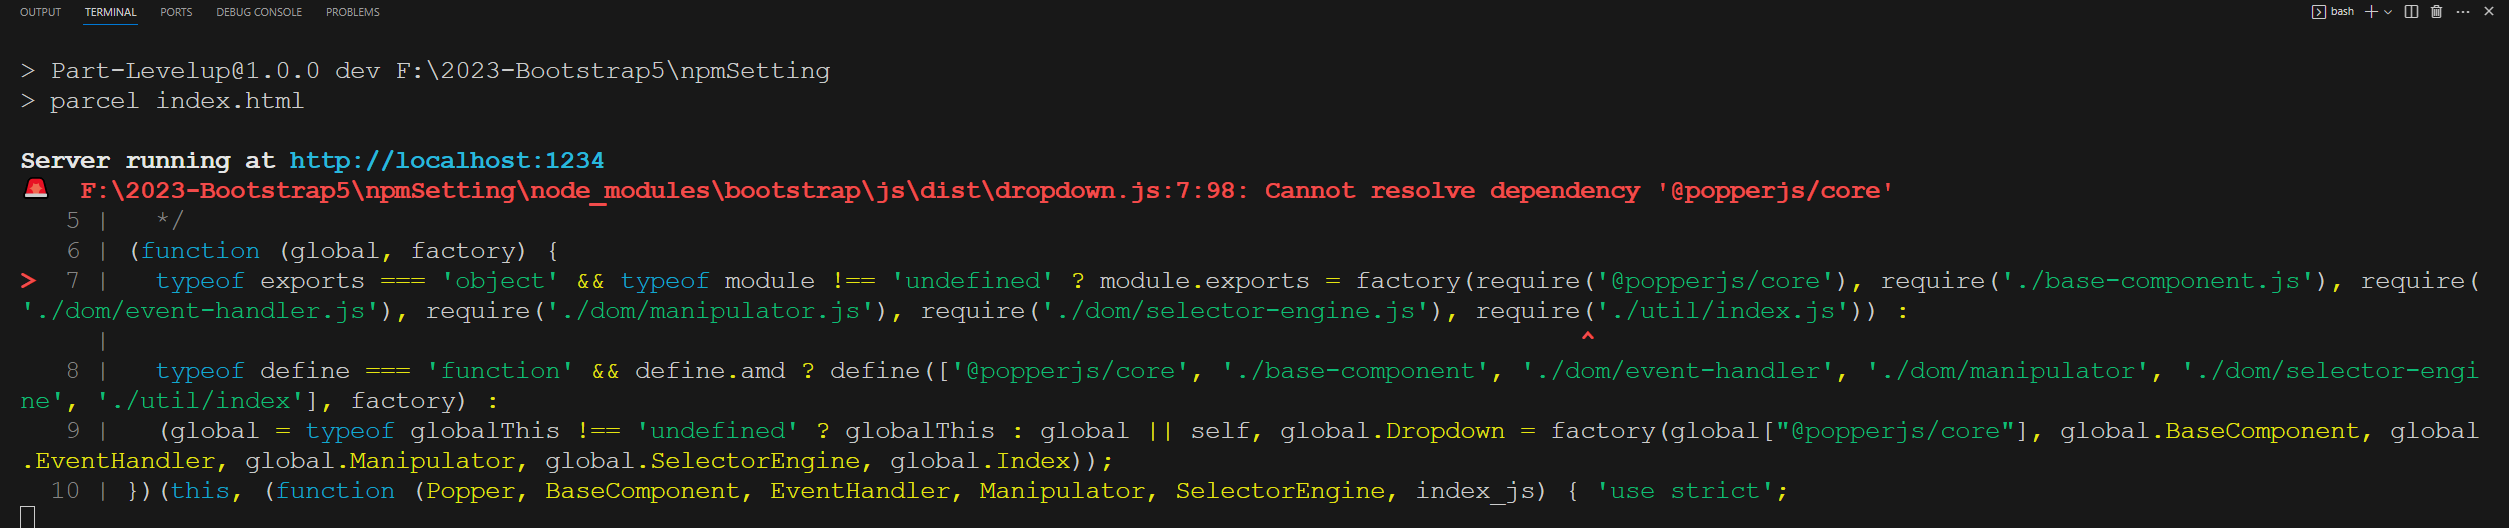 OUTPUT TERMINAL PORTS DEBUG CONSOLE PROBLEMS bash
> Part-Levelup@1.0.0 dev F:\2023-Bootstrap5\npmSetting
> parcel index.html
Server running at http://localhost:1234
F:\2023-Bootstrap5\npmSetting\node_modules\bootstrap\js\dist\dropdown.js:7:98: Cannot resolve dependency '@popperjs/core'
5 |   */
6 | (function (global, factory) {
> 7 |   typeof exports === 'object' && typeof module !== 'undefined' ? module.exports = factory(require('@popperjs/core'), require('./base-component.js'), require(
'./dom/event-handler.js'), require('./dom/manipulator.js'), require('./dom/selector-engine.js'), require('./util/index.js')) :
| ^
8 |   typeof define === 'function' && define.amd ? define(['@popperjs/core', './base-component', './dom/event-handler', './dom/manipulator', './dom/selector-engi
ne', './util/index'], factory) :
9 |   (global = typeof globalThis !== 'undefined' ? globalThis : global || self, global.Dropdown = factory(global["@popperjs/core"], global.BaseComponent, global
.EventHandler, global.Manipulator, global.SelectorEngine, global.Index));
10 | })(this, (function (Popper, BaseComponent, EventHandler, Manipulator, SelectorEngine, index_js) { 'use strict';